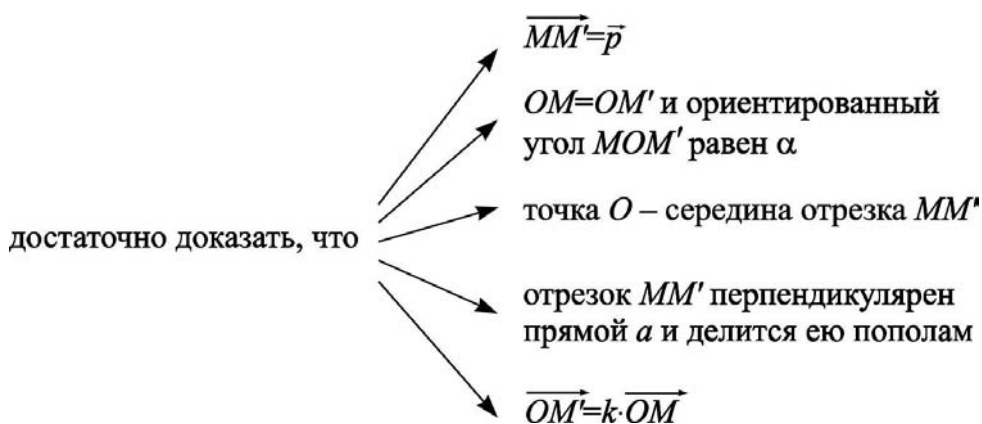 MM'=p
OM=OM' и ориентированный
угол MOM' равен α
точка O – середина отрезка MM'
достаточно доказать, что
отрезок MM' перпендикулярен
прямой a и делится ею пополам
OM'=k·OM